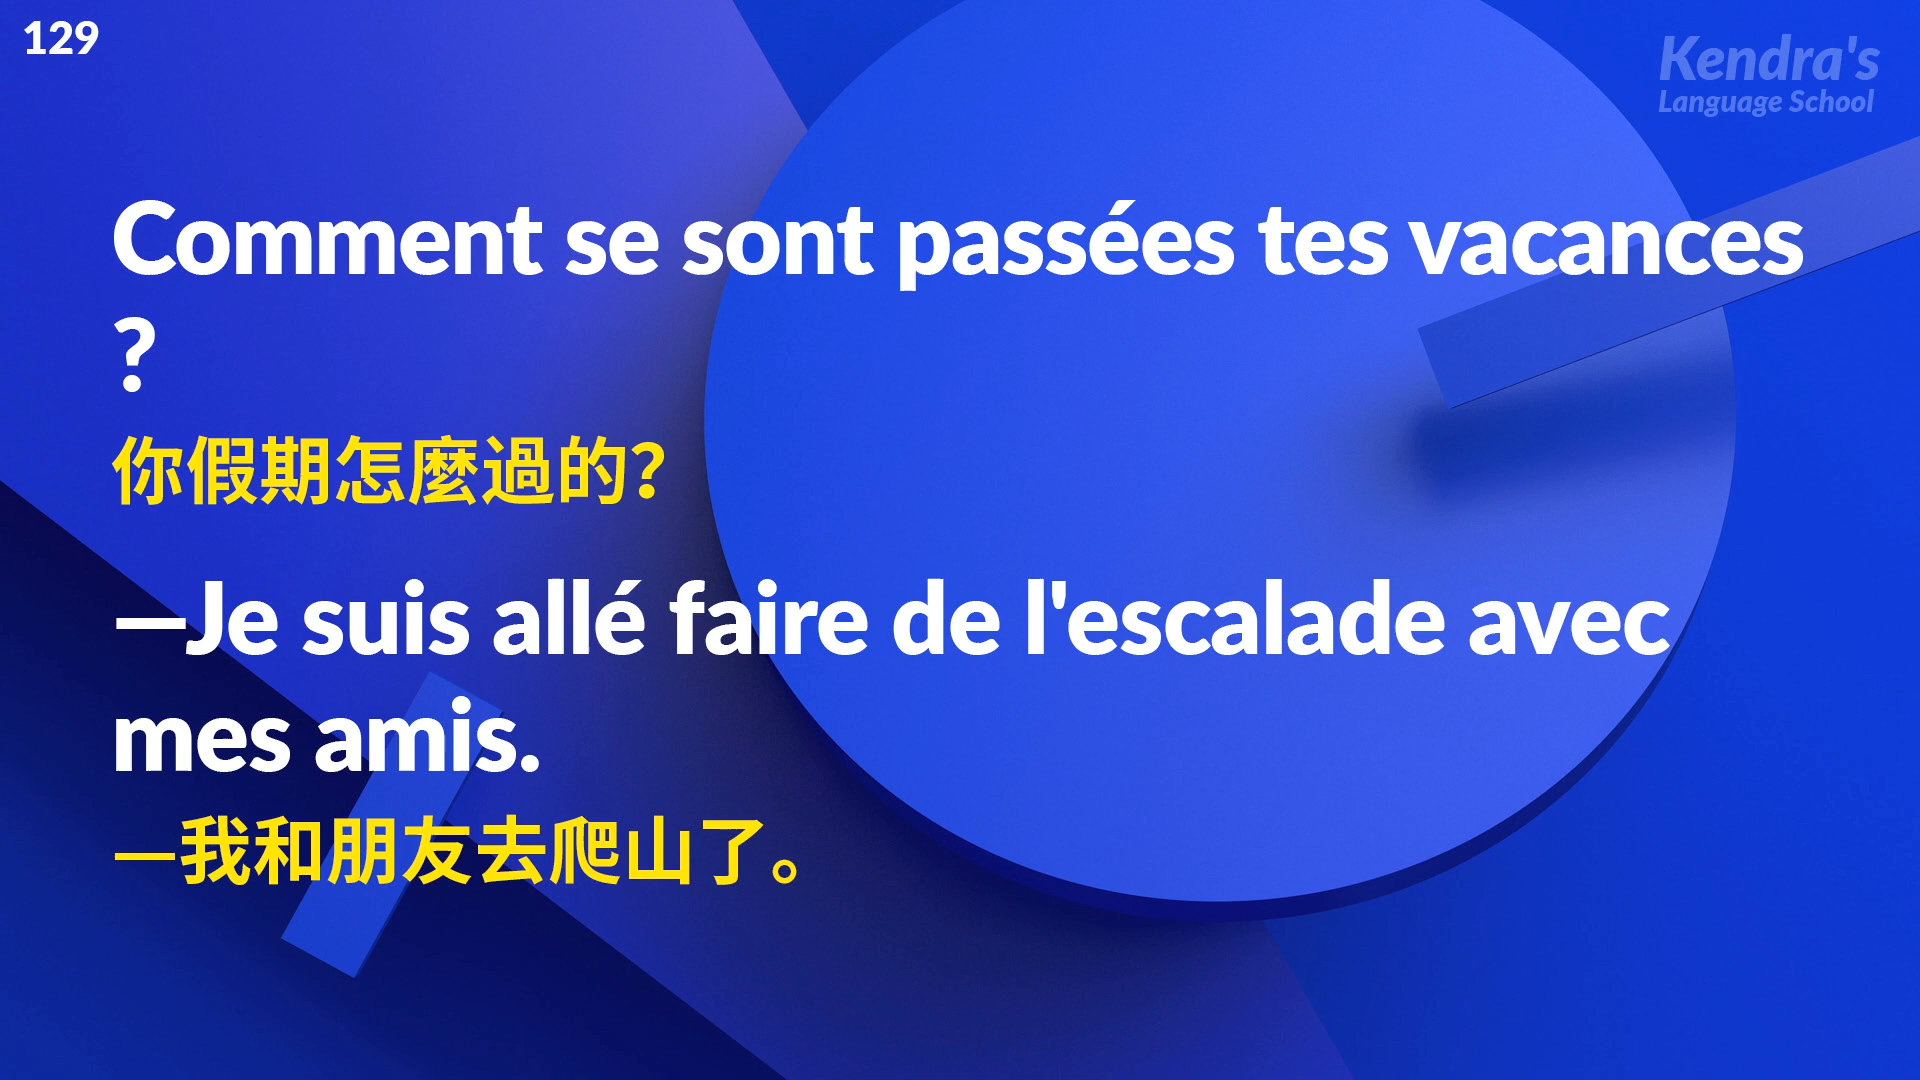 129
Kendra's
Language School
Comment se sont passées tes vacances
?
你假期怎麼過的?
—Je suis allé faire de l'escalade avec
mes amis.
—我和朋友去爬山了。